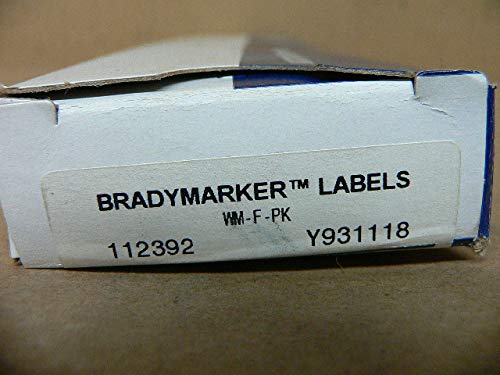 BRADYMARKER™ LABELS
WM-F-PK
112392 Y931118